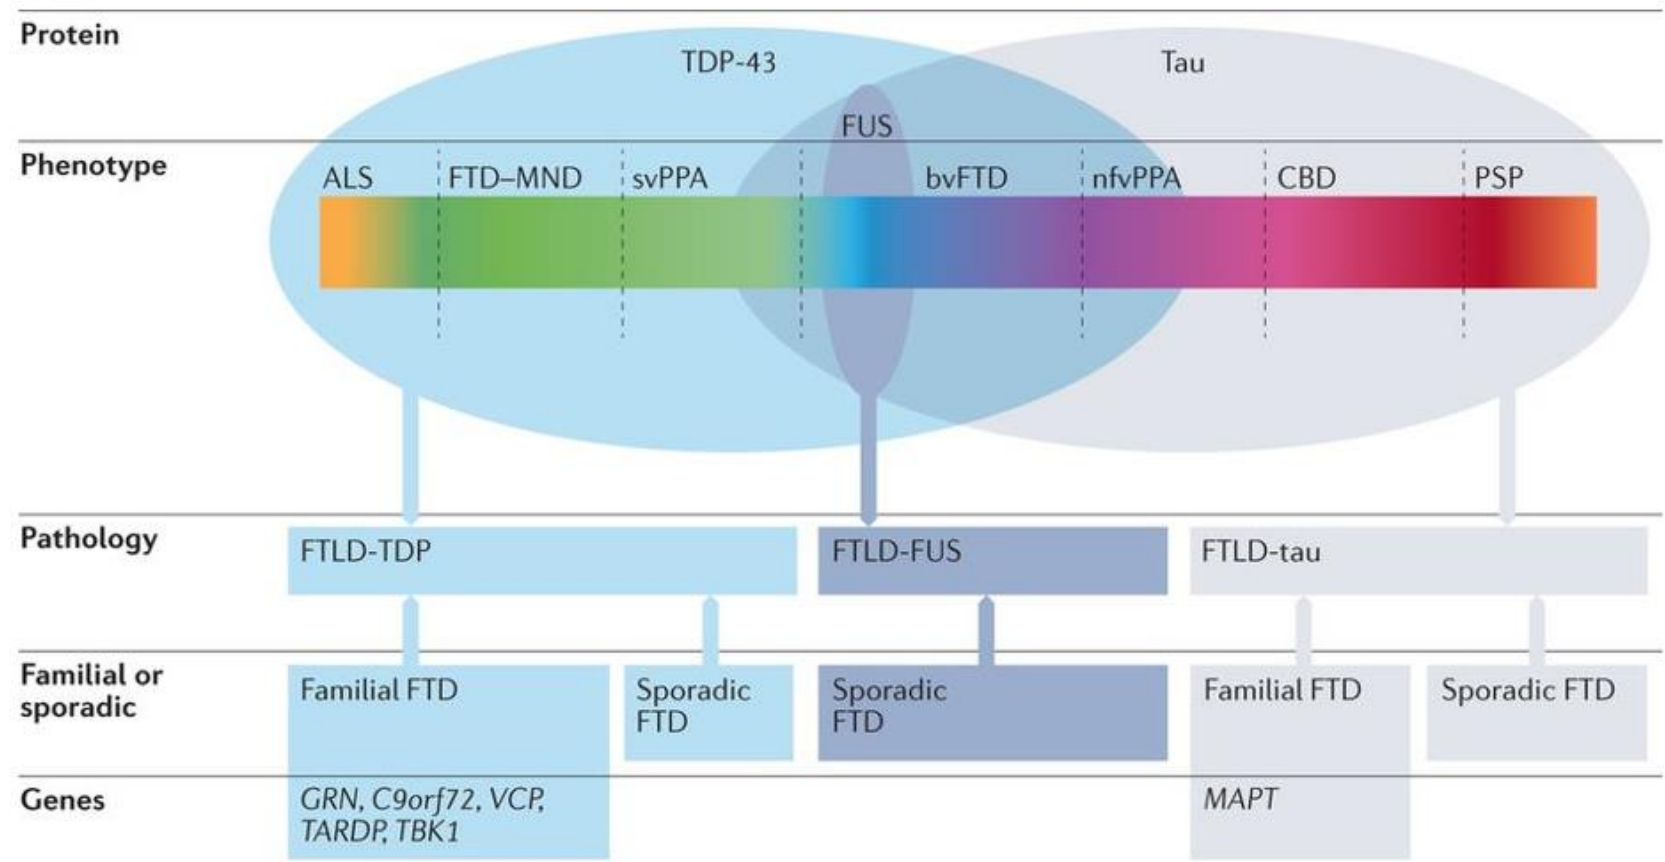 Protein
TDP-43
Tau
FUS
Phenotype
ALS
FTD–MND
svPPA
bvFTD
nfvPPA
CBD
PSP
Pathology
FTLD-TDP
FTLD-FUS
FTLD-tau
Familial or
sporadic
Familial FTD
Sporadic
FTD
Sporadic
FTD
Familial FTD
Sporadic FTD
Genes
GRN, C9orf72, VCP,
TARDP, TBK1
MAPT